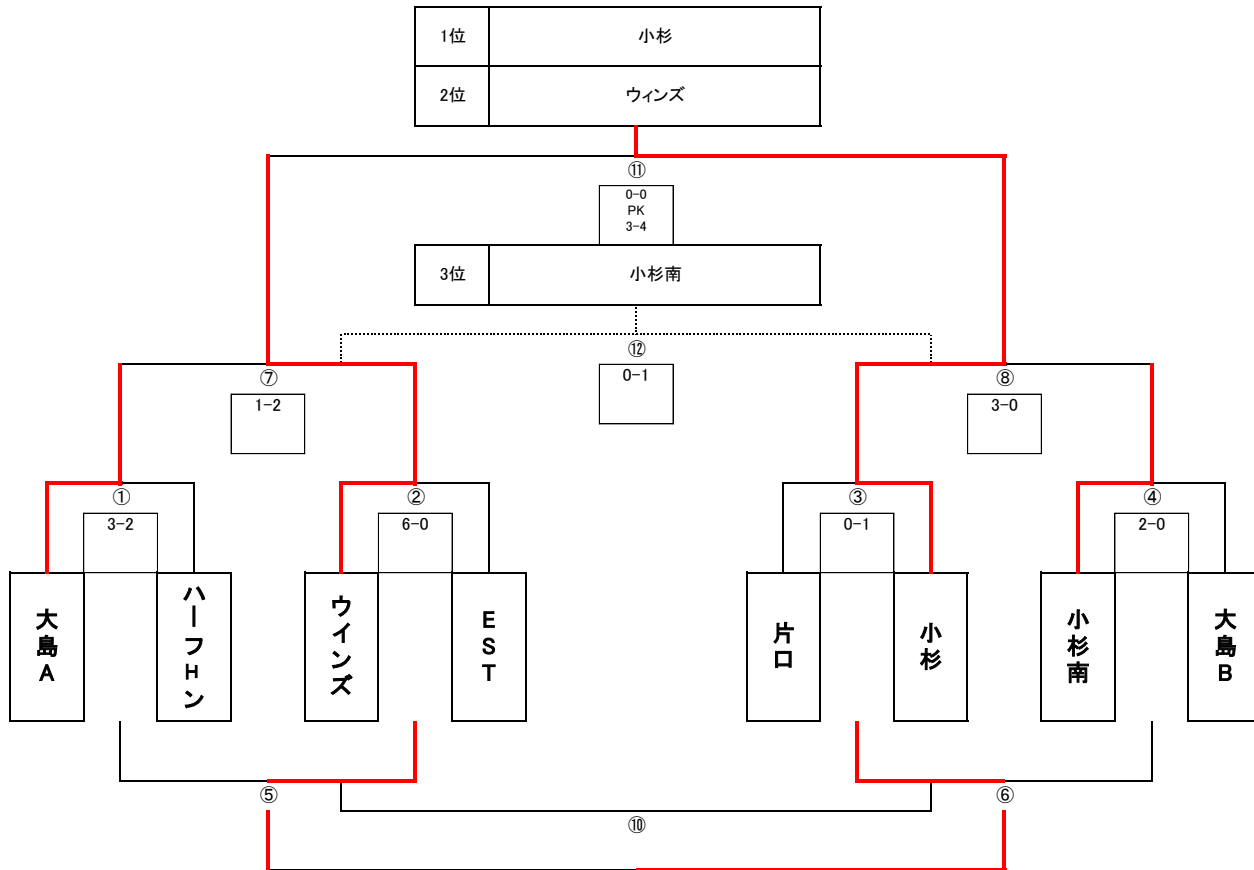 1位 小杉
2位 ウィンズ
⑪
0-0
PK
3-4
3位 小杉南
⑫
0-1
⑦
1-2
⑧
3-0
①
3-2
②
6-0
③
0-1
④
2-0
大島A
ハーフHン
ウインズ
EST
片口
小杉
小杉南
大島B
⑤
⑥
⑩